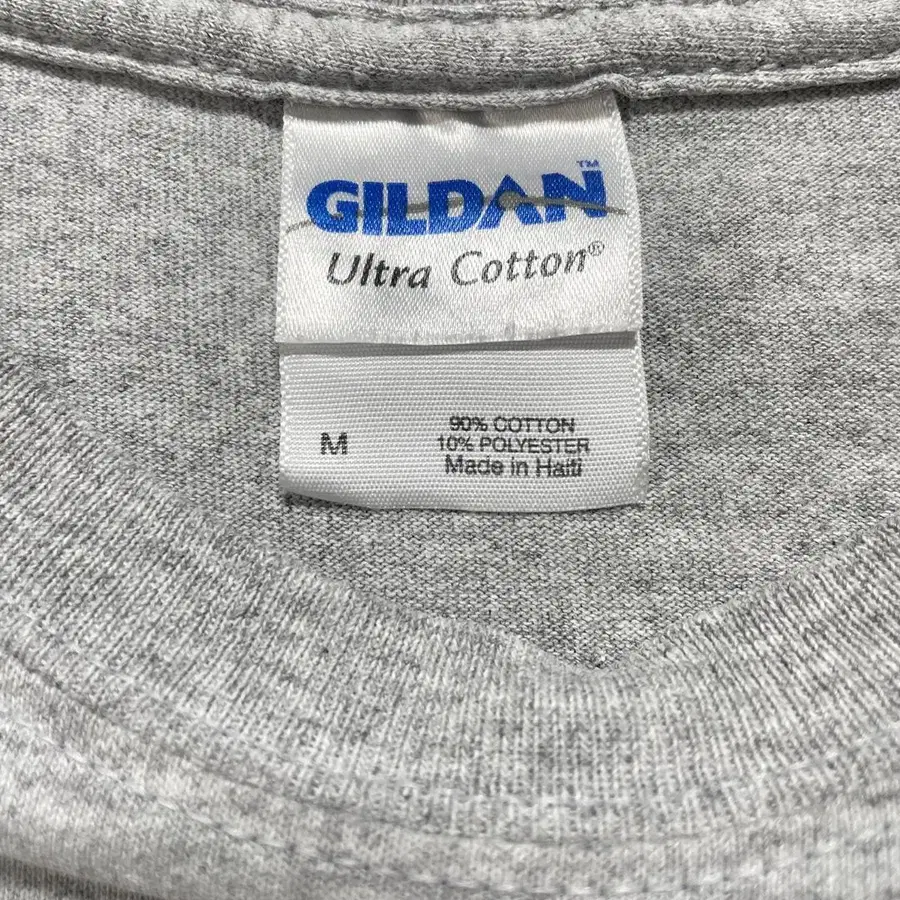 GILDAN™
Ultra Cotton®
M
90% COTTON
10% POLYESTER
Made in Haiti